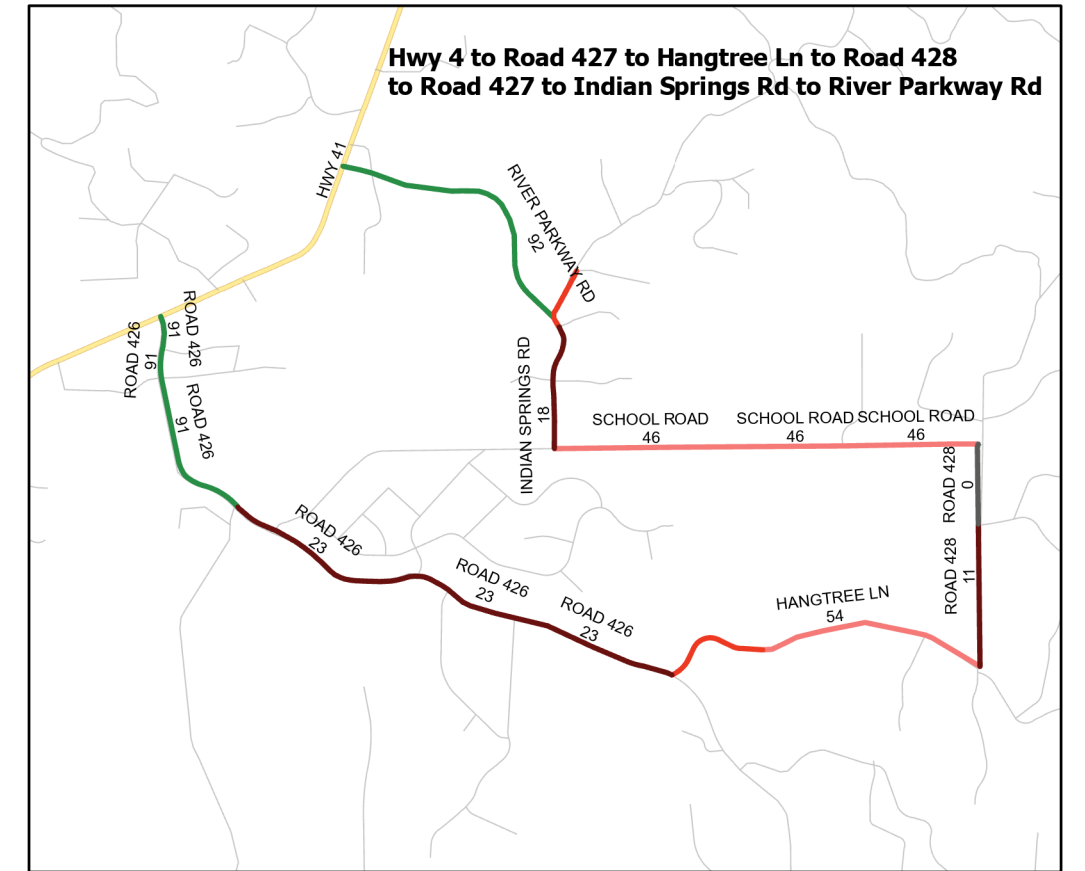 Hwy 4 to Road 427 to Hangtree Ln to Road 428
to Road 427 to Indian Springs Rd to River Parkway Rd
HWY 41
RIVER PARKWAY RD
92
ROAD 426
91
ROAD 426
91
ROAD 426
91
INDIAN SPRINGS RD
18
SCHOOL ROAD
46
SCHOOL ROAD
46
SCHOOL ROAD
46
ROAD 428
0
ROAD 428
11
ROAD 426
23
ROAD 426
23
ROAD 426
23
HANGTREE LN
54